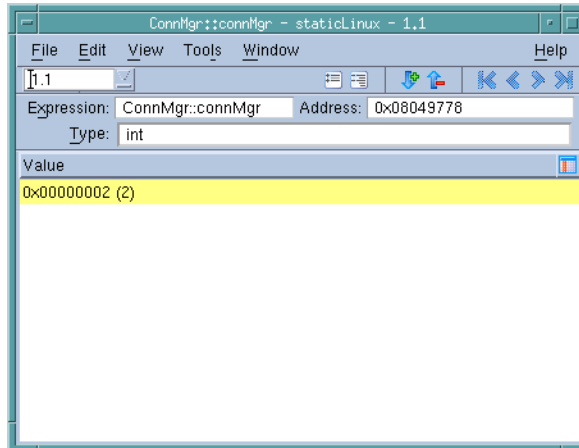 ConnMgr::connMgr - staticLinux - 1.1
File Edit View Tools Window Help
1.1
Expression: ConnMgr::connMgr Address: 0x08049778
Type: int
Value
0x00000002 (2)